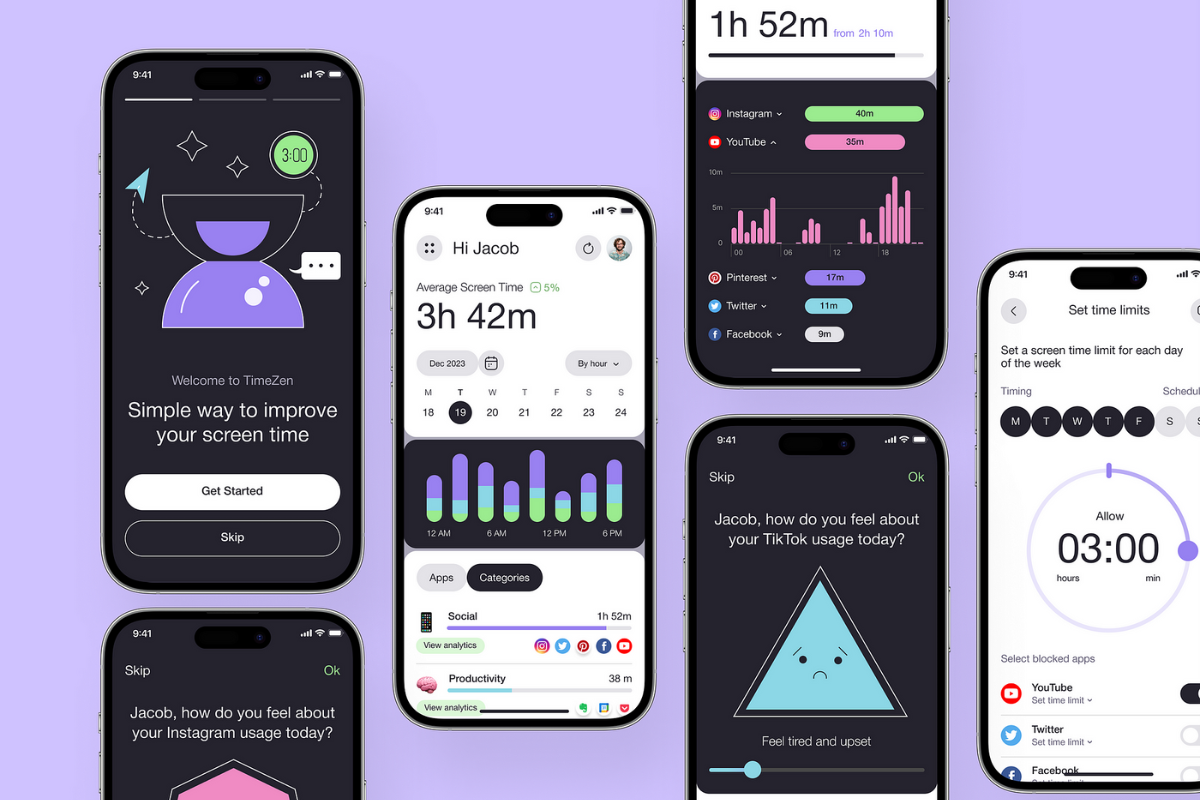 9:41
3:00
Welcome to TimeZen
Simple way to improve
your screen time
Get Started
Skip
9:41
Skip
Ok
Jacob, how do you feel about
your Instagram usage today?
9:41
Hi Jacob
Average Screen Time 5%
3h 42m
Dec 2023
By hour
M T W T F S S
18 19 20 21 22 23 24
12 AM 6 AM 12 PM 6 PM
Apps
Categories
Social 1h 52m
View analytics
Productivity 38 m
View analytics
1h 52m from 2h 10m
Instagram 40m
YouTube 35m
10m
5m
0
00 06 12 18
Pinterest 17m
Twitter 11m
Facebook 9m
9:41
Skip
Ok
Jacob, how do you feel about
your TikTok usage today?
Feel tired and upset
9:41
Set time limits
Set a screen time limit for each day
of the week
Timing
Schedul
M T W T F S S
Allow
03:00
hours min
Select blocked apps
YouTube
Set time limit
Twitter
Set time limit
Facebook